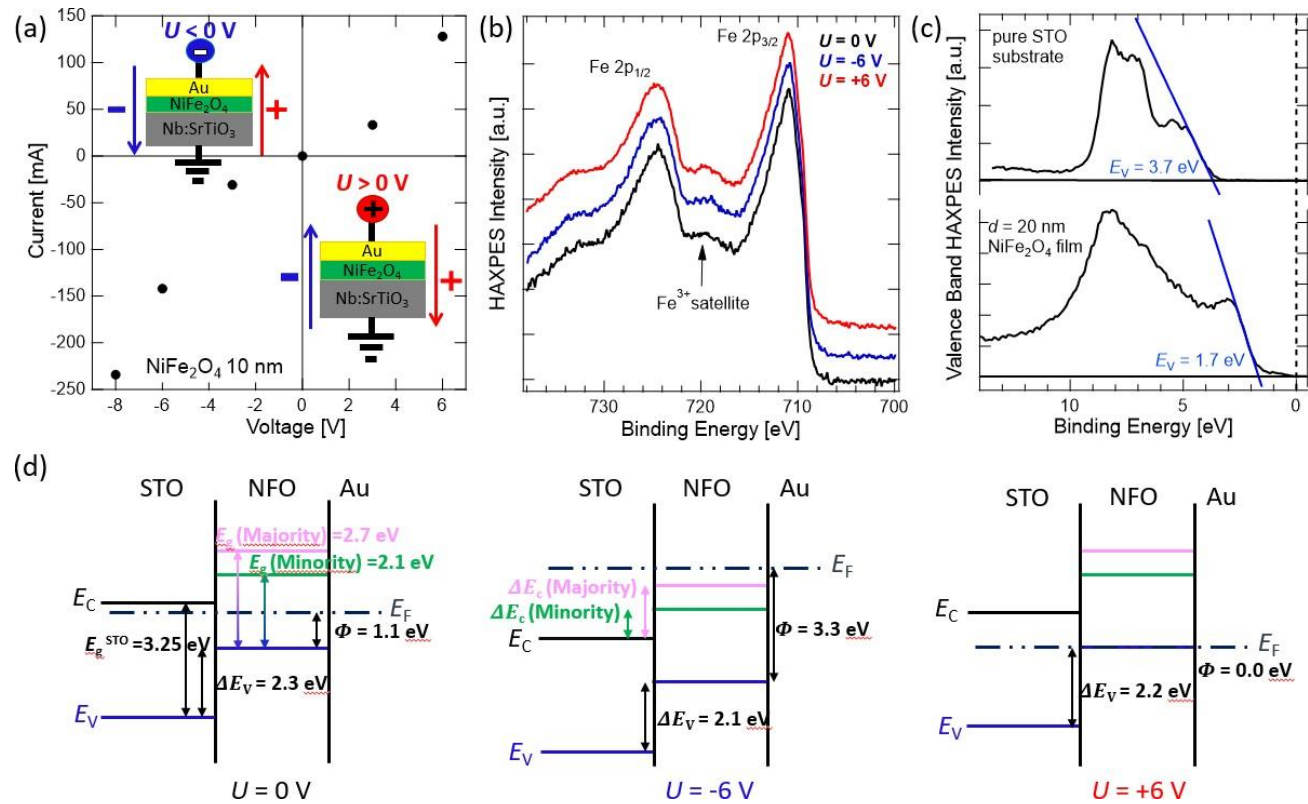 (a)
U < 0 V
Au
NiFe2O4
Nb:SrTiO3
− +
U > 0 V
+
Au
NiFe2O4
Nb:SrTiO3
− +
NiFe2O4 10 nm
150
100
50
0
-50
-100
-150
-200
-250
Current [mA]
-8 -6 -4 -2 0 2 4 6
Voltage [V]
(b)
Fe 2p1/2
Fe 2p3/2
U = 0 V
U = -6 V
U = +6 V
Fe3+ satellite
HAXPES Intensity [a.u.]
730 720 710 700
Binding Energy [eV]
(c)
pure STO
substrate
EV = 3.7 eV
d = 20 nm
NiFe2O4 film
EV = 1.7 eV
Valence Band HAXPES Intensity [a.u.]
10 5 0
Binding Energy [eV]
(d)
STO NFO Au
Eg (Majority) =2.7 eV
Eg (Minority) =2.1 eV
EC
EF
Φ = 1.1 eV
Eg STO = 3.25 eV
ΔEV = 2.3 eV
EV
U = 0 V
STO NFO Au
EF
ΔEc (Majority)
ΔEc (Minority)
EC
Φ = 3.3 eV
ΔEV = 2.1 eV
EV
U = -6 V
STO NFO Au
EC
EF
Φ = 0.0 eV
ΔEV = 2.2 eV
EV
U = +6 V